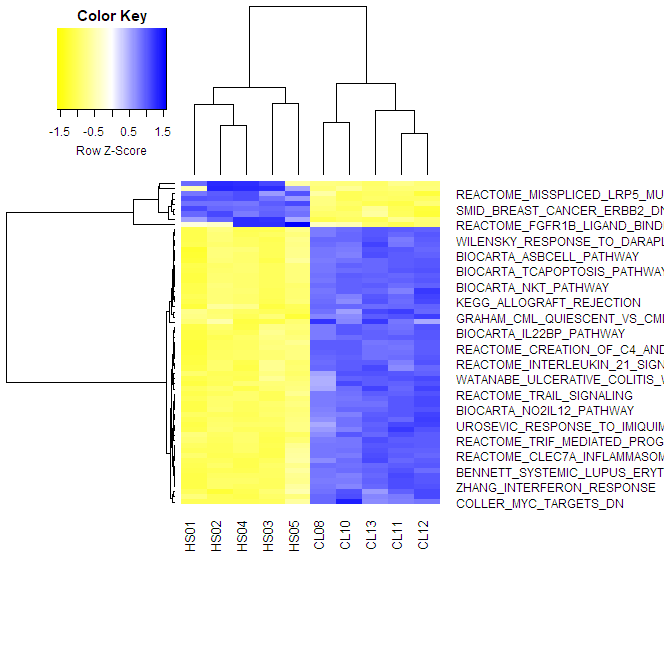 Color Key
-1.5 -0.5 0.5 1.5
Row Z-Score
REACTOME_MISSPLICED_LRP5_MU
SMID_BREAST_CANCER_ERBB2_DN
REACTOME_FGFR1B_LIGAND_BIND
WILENSKY_RESPONSE_TO_DARAPL
BIOCARTA_ASBCELL_PATHWAY
BIOCARTA_TCAPOPTOSIS_PATHWAY
BIOCARTA_NKT_PATHWAY
KEGG_ALLOGRAFT_REJECTION
GRAHAM_CML_QUIESCENT_VS_CML
BIOCARTA_IL22BP_PATHWAY
REACTOME_CREATION_OF_C4_AND
REACTOME_INTERLEUKIN_21_SIGN
WATANABE_ULCERATIVE_COLITIS_W
REACTOME_TRAIL_SIGNALING
BIOCARTA_NO2IL12_PATHWAY
UROSEVIC_RESPONSE_TO_IMIQUIM
REACTOME_TRIF_MEDIATED_PROG
REACTOME_CLEC7A_INFLAMMASOM
BENNETT_SYSTEMIC_LUPUS_ERYT
ZHANG_INTERFERON_RESPONSE
COLLER_MYC_TARGETS_DN
HS01 HS02 HS04 HS03 HS05 CL08 CL10 CL13 CL11 CL12